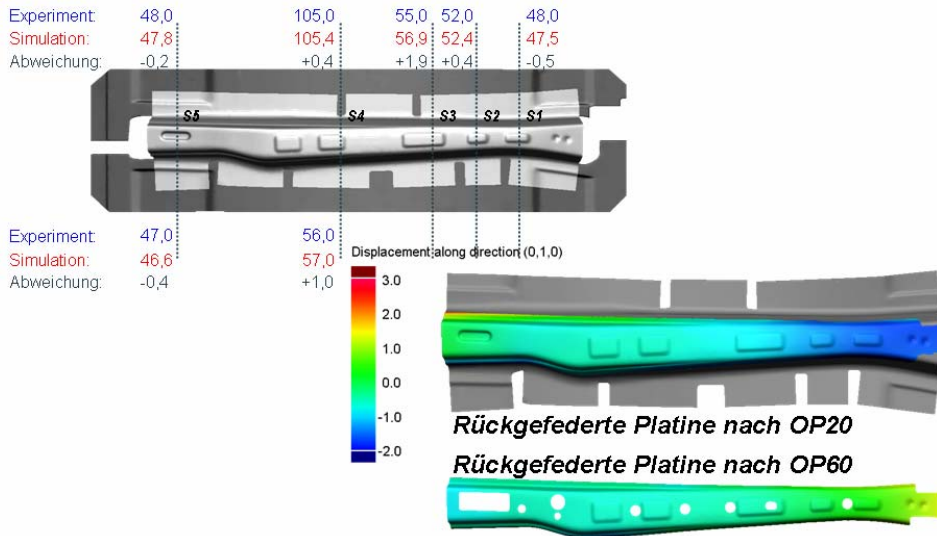 Experiment: 48,0 105,0 55,0 52,0 48,0
Simulation: 47,8 105,4 56,9 52,4 47,5
Abweichung: -0,2 +0,4 +1,9 +0,4 -0,5
S5 S4 S3 S2 S1
Experiment: 47,0 56,0
Simulation: 46,6 57,0
Abweichung: -0,4 +1,0
Displacement along direction (0,1,0)
3.0
2.0
1.0
0.0
-1.0
-2.0
Rückgefederte Platine nach OP20
Rückgefederte Platine nach OP60